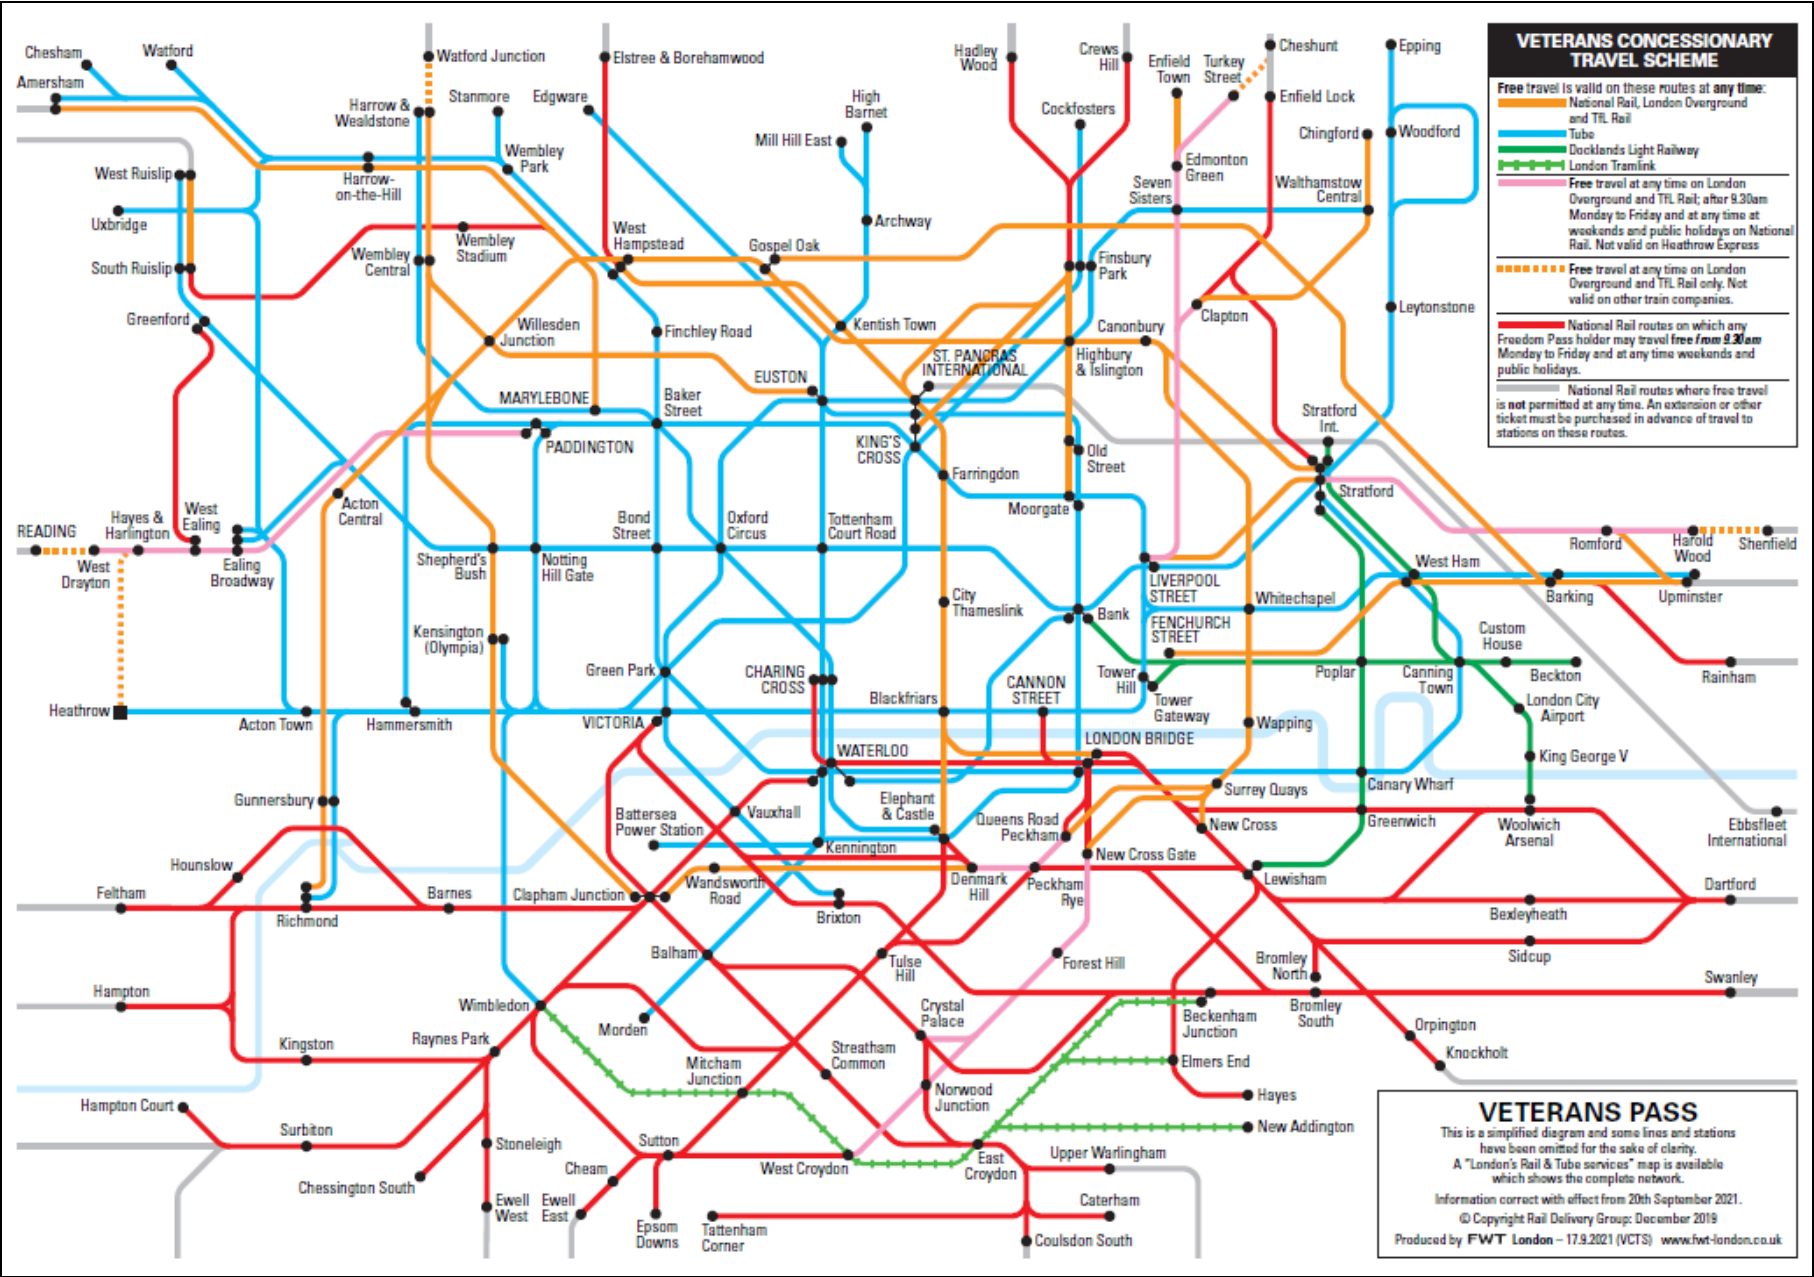 Chesham
Watford
Amersham
Watford Junction
Elstree & Borehamwood
Hadley
Wood
Crews
Hill
Enfield
Town
Turkey
Street
Cheshunt
Epping
Harrow &
Wealdstone
Stanmore
Edgware
High
Barnet
Cockfosters
Enfield Lock
Mill Hill East
Chingford
Woodford
West Ruislip
Harrow-
on-the-Hill
Wembley
Park
Edmonton
Green
Seven
Sisters
Walthamstow
Central
Uxbridge
Archway
Wembley
Stadium
West
Hampstead
Gospel Oak
Wembley
Central
South Ruislip
Finsbury
Park
Greenford
Willesden
Junction
Finchley Road
Kentish Town
Canonbury
Clapton
Leytonstone
ST. PANCRAS
INTERNATIONAL
Highbury
& Islington
EUSTON
MARYLEBONE
Baker
Street
PADDINGTON
KING'S
CROSS
Old
Street
Stratford
Int.
Farringdon
Stratford
Acton
Central
Moorgate
READING
Hayes &
Harlington
West
Ealing
West
Drayton
Ealing
Broadway
Shepherd's
Bush
Notting
Hill Gate
Bond
Street
Oxford
Circus
Tottenham
Court Road
Romford
Harold
Wood
Shenfield
West Ham
LIVERPOOL
STREET
City
Thameslink
Bank
Whitechapel
Barking
Upminster
FENCHURCH
STREET
Kensington
(Olympia)
Custom
House
Green Park
CHARING
CROSS
CANNON
STREET
Tower
Hill
Poplar
Canning
Town
Beckton
Rainham
Heathrow
Acton Town
Hammersmith
VICTORIA
Blackfriars
Tower
Gateway
Wapping
London City
Airport
WATERLOO
LONDON BRIDGE
King George V
Gunnersbury
Battersea
Power Station
Vauxhall
Elephant
& Castle
Queens Road
Peckham
Surrey Quays
Canary Wharf
New Cross
Greenwich
Woolwich
Arsenal
Ebbsfleet
International
Kennington
New Cross Gate
Hounslow
Feltham
Barnes
Clapham Junction
Wandsworth
Road
Denmark
Hill
Peckham
Rye
Lewisham
Dartford
Richmond
Brixton
Bexleyheath
Balham
Tulse
Hill
Forest Hill
Bromley
North
Sidcup
Hampton
Wimbledon
Morden
Crystal
Palace
Beckenham
Junction
Bromley
South
Swanley
Raynes Park
Kingston
Mitcham
Junction
Streatham
Common
Elmers End
Orpington
Knockholt
Hampton Court
Norwood
Junction
Hayes
Surbiton
Stoneleigh
Sutton
New Addington
Cheam
West Croydon
East
Croydon
Upper Warlingham
Chessington South
Ewell
West
Ewell
East
Epsom
Downs
Tattenham
Corner
Caterham
Coulsdon South
VETERANS CONCESSIONARY
TRAVEL SCHEME
Free travel is valid on these routes at any time:
National Rail, London Overground
and TfL Rail
Tube
Docklands Light Railway
London Tramlink
Free travel at any time on London
Overground and TfL Rail; after 9.30am
Monday to Friday and at any time at
weekends and public holidays on National
Rail. Not valid on Heathrow Express
Free travel at any time on London
Overground and TfL Rail only. Not
valid on other train companies.
National Rail routes on which any
Freedom Pass holder may travel free from 9.30am
Monday to Friday and at any time weekends and
public holidays.
National Rail routes where free travel
is not permitted at any time. An extension or other
ticket must be purchased in advance of travel to
stations on these routes.
VETERANS PASS
This is a simplified diagram and some lines and stations
have been omitted for the sake of clarity.
A "London's Rail & Tube services" map is available
which shows the complete network.
Information correct with effect from 20th September 2021.
© Copyright Rail Delivery Group: December 2019
Produced by FWT London – 17.9.2021 (VCTS) www.fwt-london.co.uk